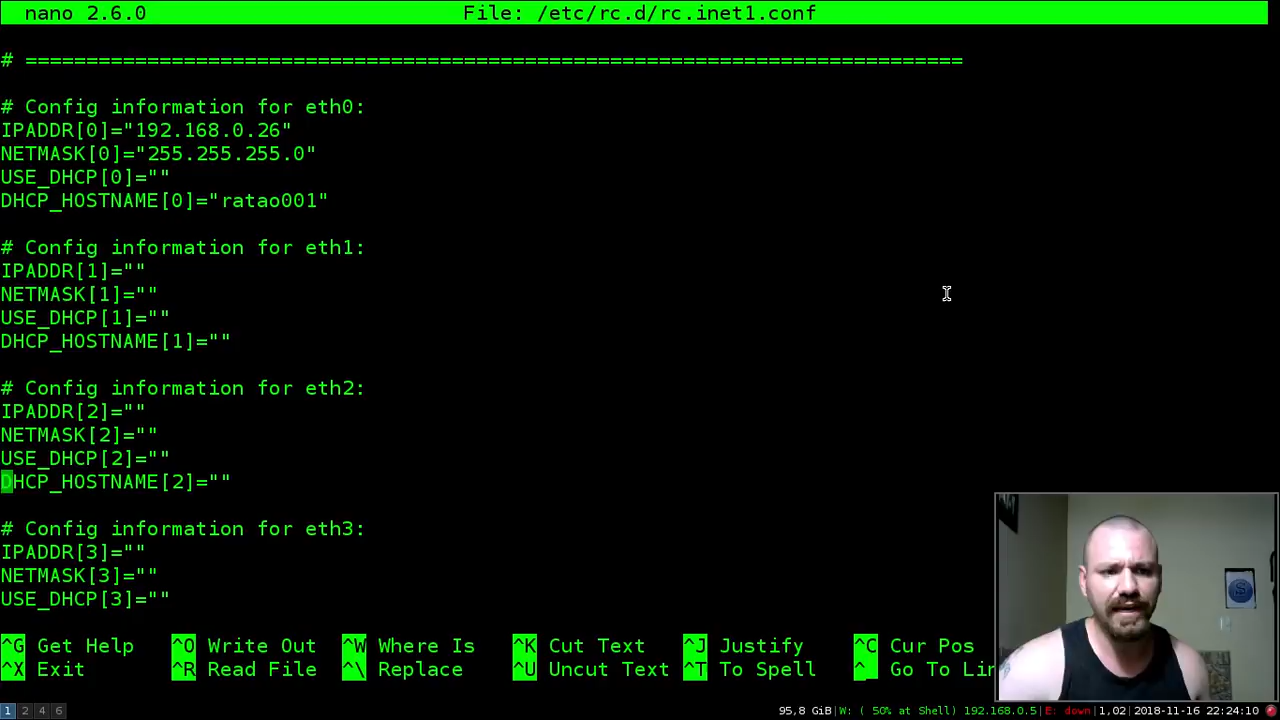 nano 2.6.0 File: /etc/rc.d/rc.inet1.conf
# =============================================================================
# Config information for eth0:
IPADDR[0]="192.168.0.26"
NETMASK[0]="255.255.255.0"
USE_DHCP[0]=""
DHCP_HOSTNAME[0]="ratao001"
# Config information for eth1:
IPADDR[1]=""
NETMASK[1]=""
USE_DHCP[1]=""
DHCP_HOSTNAME[1]=""
# Config information for eth2:
IPADDR[2]=""
NETMASK[2]=""
USE_DHCP[2]=""
DHCP_HOSTNAME[2]=""
# Config information for eth3:
IPADDR[3]=""
NETMASK[3]=""
USE_DHCP[3]=""
^G Get Help ^O Write Out ^W Where Is ^K Cut Text ^J Justify ^C Cur Pos
^X Exit ^R Read File ^\ Replace ^U Uncut Text ^T To Spell ^_ Go To Lin
1 2 4 6 95,8 GiB|W: ( 50% at Shell) 192.168.0.5|E: down|1,02|2018-11-16 22:24:10